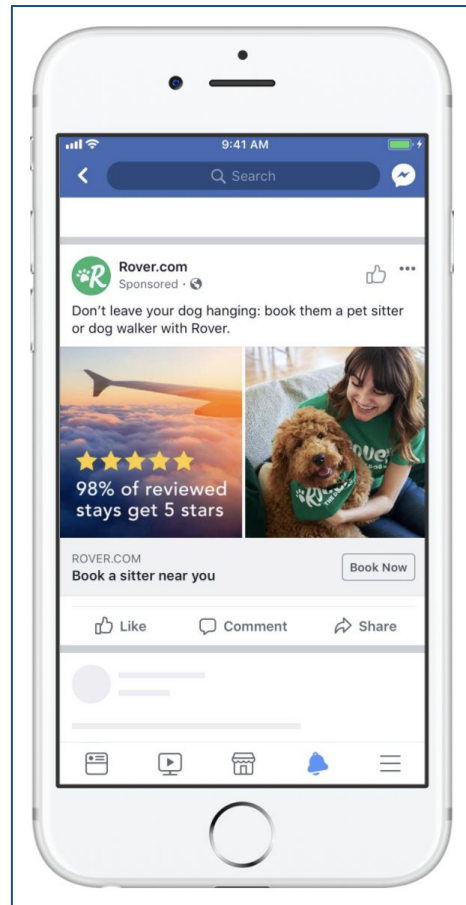 9:41 AM
Search
Rover.com
Sponsored ·
Don't leave your dog hanging: book them a pet sitter
or dog walker with Rover.
98% of reviewed
stays get 5 stars
ROVER.COM
Book a sitter near you
Book Now
Like
Comment
Share